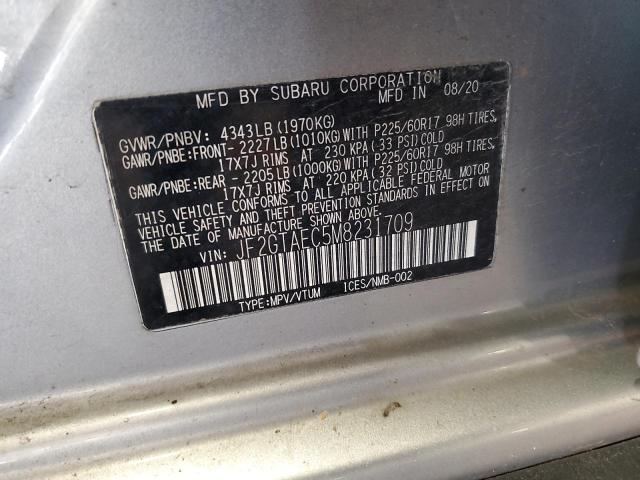 MFD BY SUBARU CORPORATION 08/20
GVWR/PNBV: 4343LB(1970KG)
GAWR/PNBE:FRONT- 2227LB(1010KG)WITH P225/60R17 98H TIRES,
17X7J RIMS AT 230 KPA(33 PSI)COLD
GAWR/PNBE:REAR - 2205LB(1000KG)WITH P225/60R17 98H TIRES,
17X7J RIMS AT 220 KPA(32 PSI)COLD
THIS VEHICLE CONFORMS TO ALL APPLICABLE FEDERAL MOTOR
VEHICLE SAFETY AND THEFT PREVENTION STANDARDS IN EFFECT ON THE
DATE OF MANUFACTURE SHOWN ABOVE.
VIN: JF2GTAEC5M8231709
TYPE:MPV/VTUM ICES/NMB-002